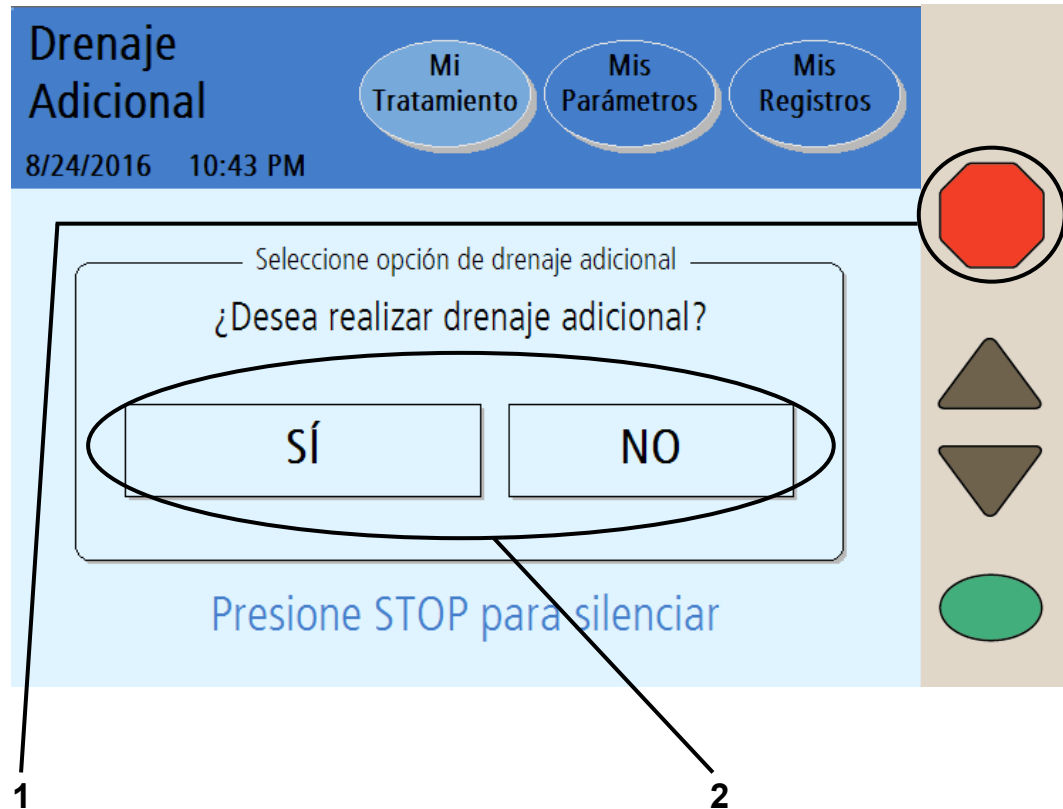 Drenaje
Adicional
8/24/2016 10:43 PM
Mi
Tratamiento
Mis
Parámetros
Mis
Registros
Seleccione opción de drenaje adicional
¿Desea realizar drenaje adicional?
SÍ
NO
Presione STOP para silenciar
1
2